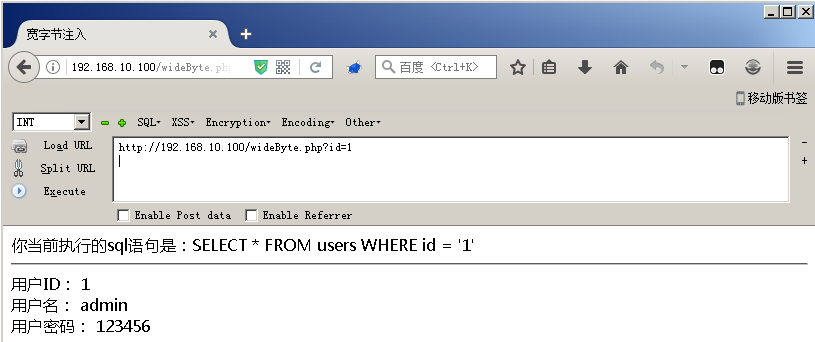 宽字节注入
192.168.10.100/wideByte.php
百度 <Ctrl+K>
移动版书签
INT SQL XSS Encryption Encoding Other
Load URL
Split URL
Execute
http://192.168.10.100/wideByte.php?id=1
Enable Post data Enable Referrer
你当前执行的sql语句是：SELECT * FROM users WHERE id = '1'
用户ID： 1
用户名： admin
用户密码： 123456